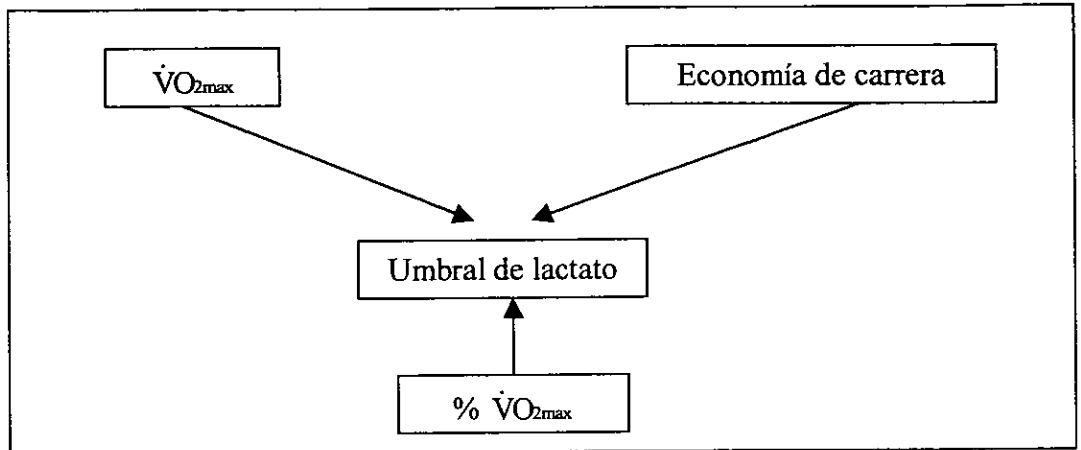 V̇O2max
Economía de carrera
Umbral de lactato
% V̇O2max